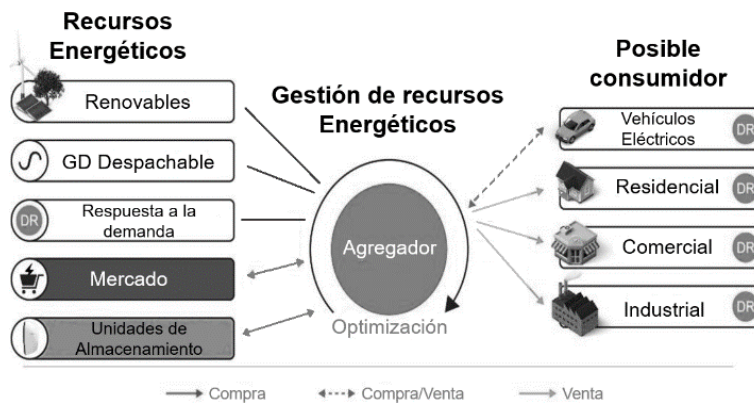 Recursos
Energéticos
Renovables
GD Despachable
DR
Respuesta a la
demanda
Mercado
Unidades de
Almacenamiento
Gestión de recursos
Energéticos
Agregador
Optimización
Posible
consumidor
Vehículos
Eléctricos
DR
Residencial
DR
Comercial
DR
Industrial
DR
Compra
Compra/Venta
Venta